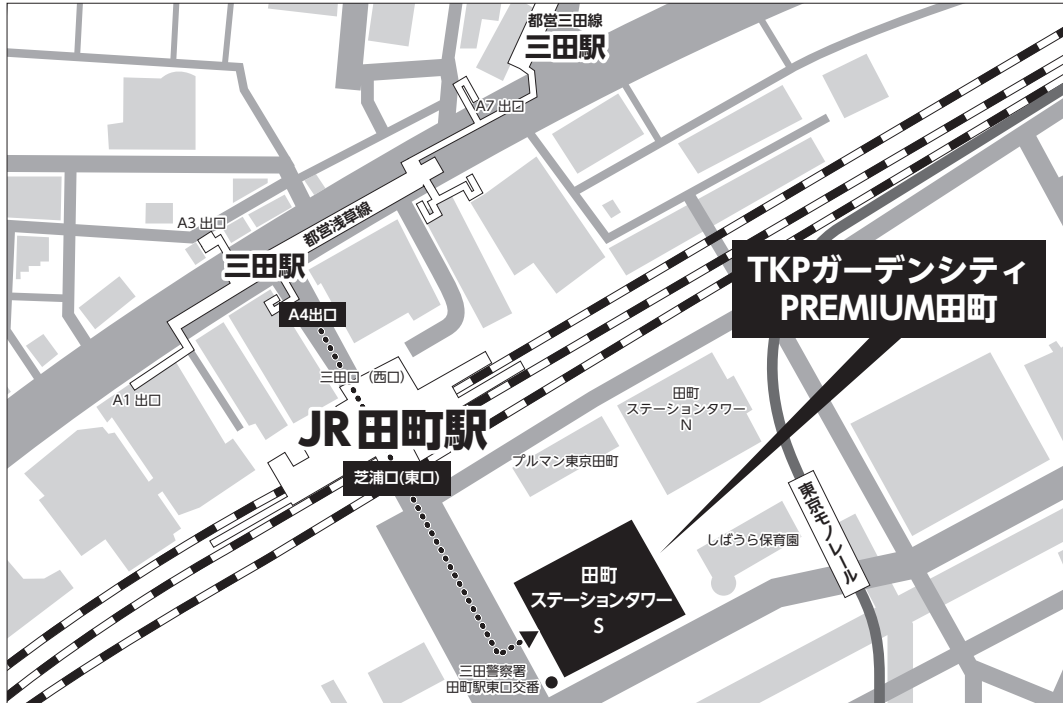 都営三田線
三田駅
A7 出口
都営浅草線
A3 出口
三田駅
A4出口
A1 出口
三田口（西口）
JR 田町駅
芝浦口(東口)
TKPガーデンシティ
PREMIUM田町
田町
ステーションタワー
N
プルマン東京田町
しばうら保育園
東京モノレール
田町
ステーションタワー
S
三田警察署
田町駅東口交番